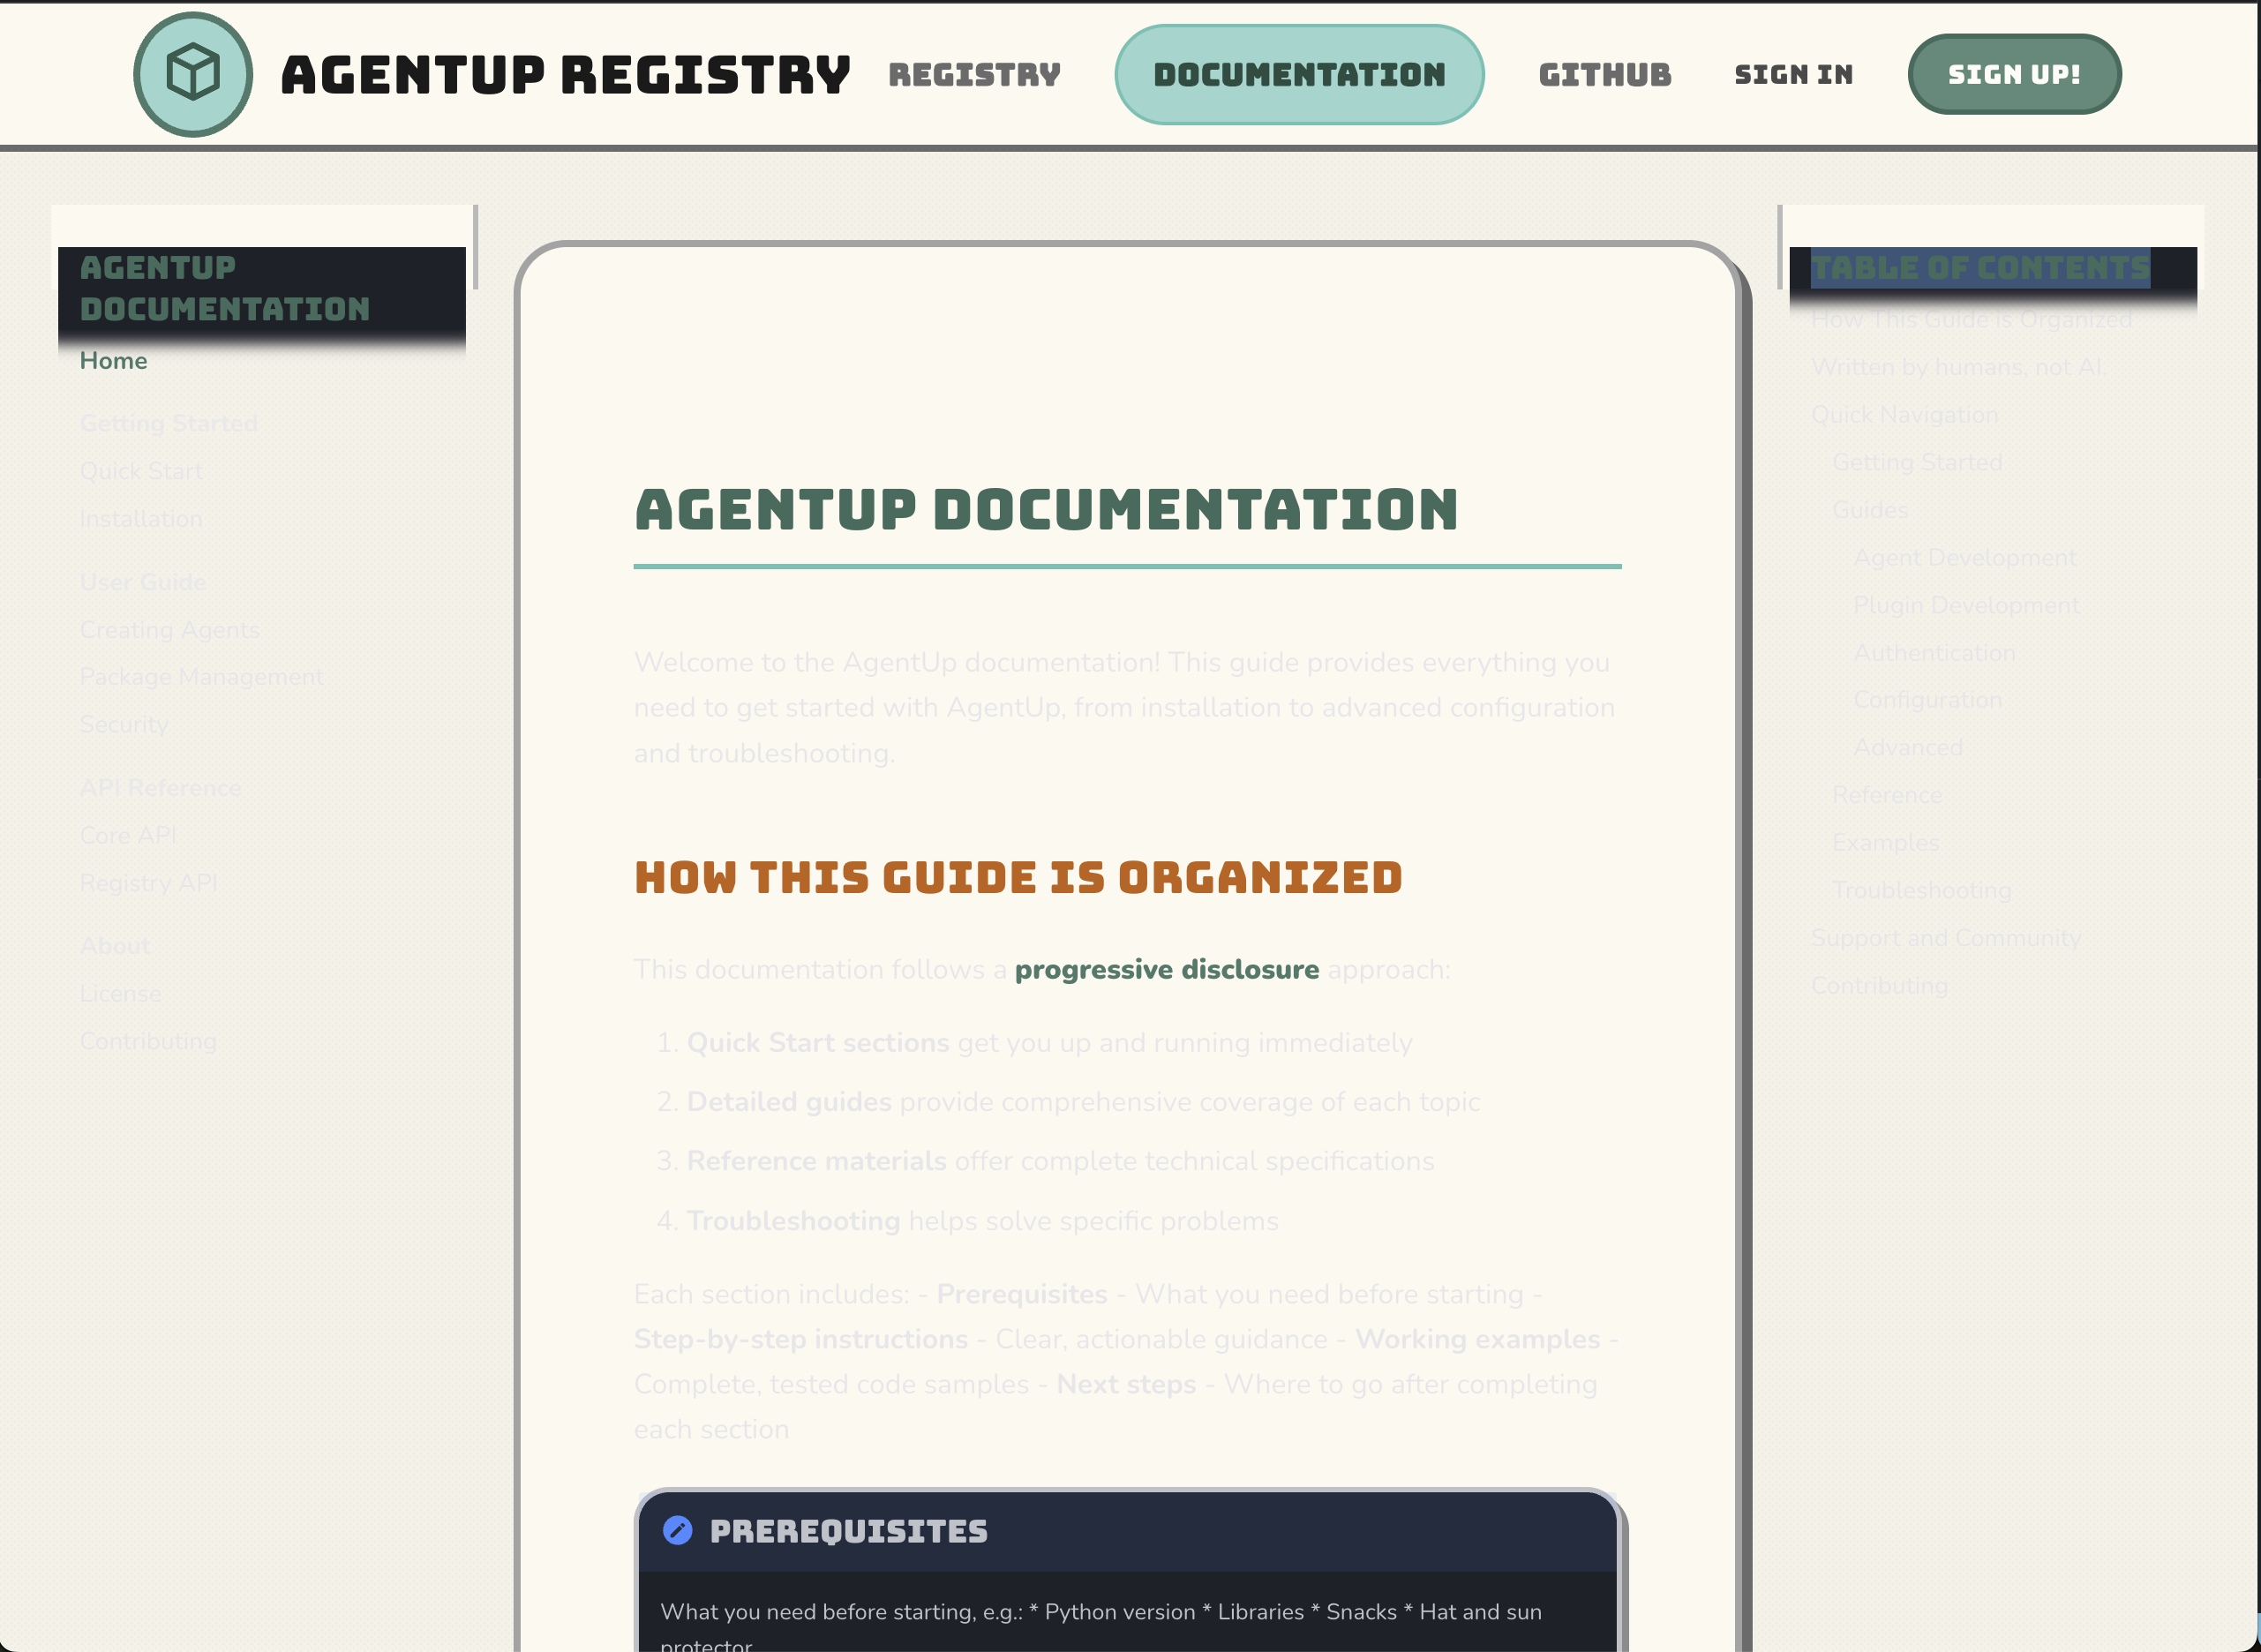 AGENTUP REGISTRY
REGISTRY
DOCUMENTATION
GITHUB
SIGN IN
SIGN UP!
AGENTUP
DOCUMENTATION
Home
Getting Started
Quick Start
Installation
User Guide
Creating Agents
Package Management
Security
API Reference
Core API
Registry API
About
License
Contributing
AGENTUP DOCUMENTATION
Welcome to the AgentUp documentation! This guide provides everything you
need to get started with AgentUp, from installation to advanced configuration
and troubleshooting.
HOW THIS GUIDE IS ORGANIZED
This documentation follows a progressive disclosure approach:
1. Quick Start sections get you up and running immediately
2. Detailed guides provide comprehensive coverage of each topic
3. Reference materials offer complete technical specifications
4. Troubleshooting helps solve specific problems
Each section includes: - Prerequisites - What you need before starting -
Step-by-step instructions - Clear, actionable guidance - Working examples -
Complete, tested code samples - Next steps - Where to go after completing
each section
PREREQUISITES
What you need before starting, e.g.: * Python version * Libraries * Snacks * Hat and sun
protector
TABLE OF CONTENTS
How This Guide is Organized
Written by humans, not AI.
Quick Navigation
Getting Started
Guides
Agent Development
Plugin Development
Authentication
Configuration
Advanced
Reference
Examples
Troubleshooting
Support and Community
Contributing